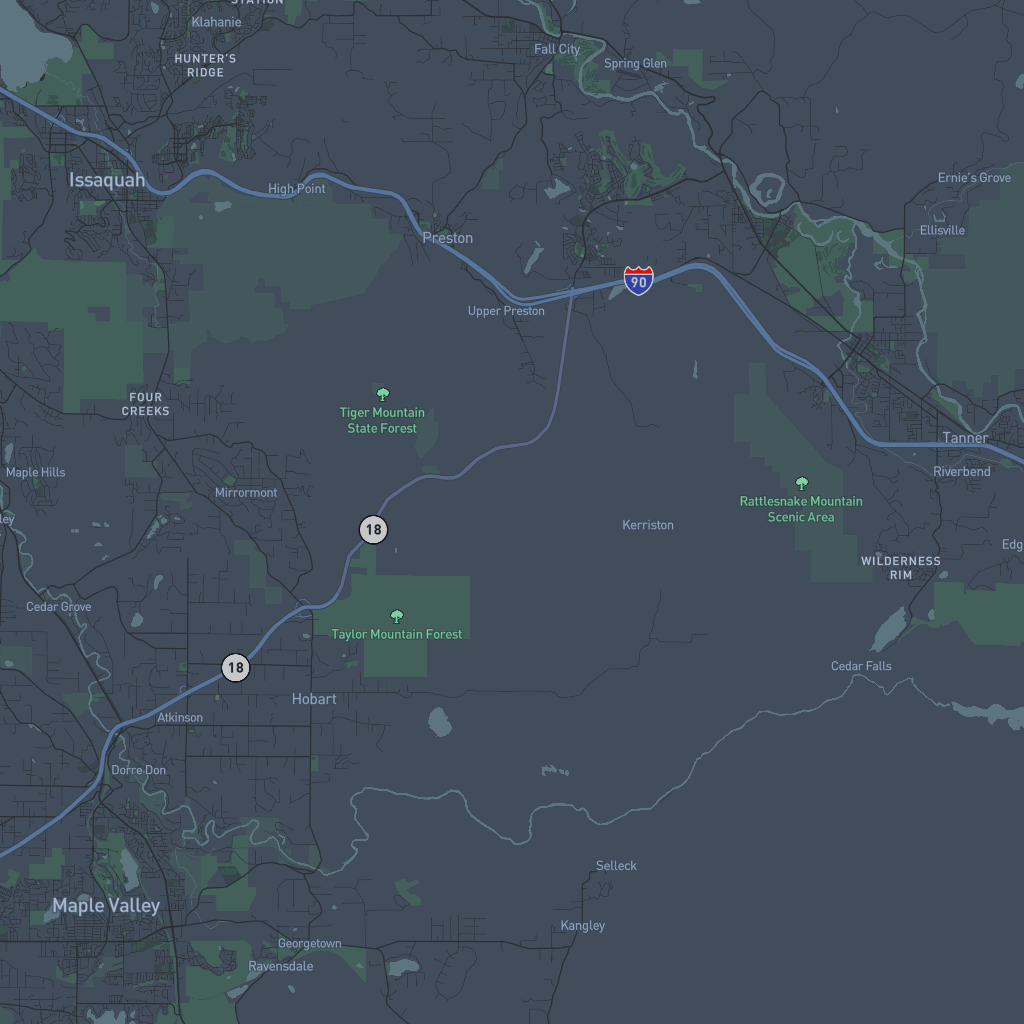 STATION
Klahanie
HUNTER'S
RIDGE
Fall City
Spring Glen
Issaquah
High Point
Ernie's Grove
Ellisville
Preston
90
Upper Preston
FOUR
CREEKS
Tiger Mountain
State Forest
Tanner
Riverbend
Maple Hills
Mirrormont
Rattlesnake Mountain
Scenic Area
ley
18
Kerriston
Edg
WILDERNESS
RIM
Cedar Grove
Taylor Mountain Forest
18
Cedar Falls
Hobart
Atkinson
Dorre Don
Selleck
Maple Valley
Kangley
Georgetown
Ravensdale